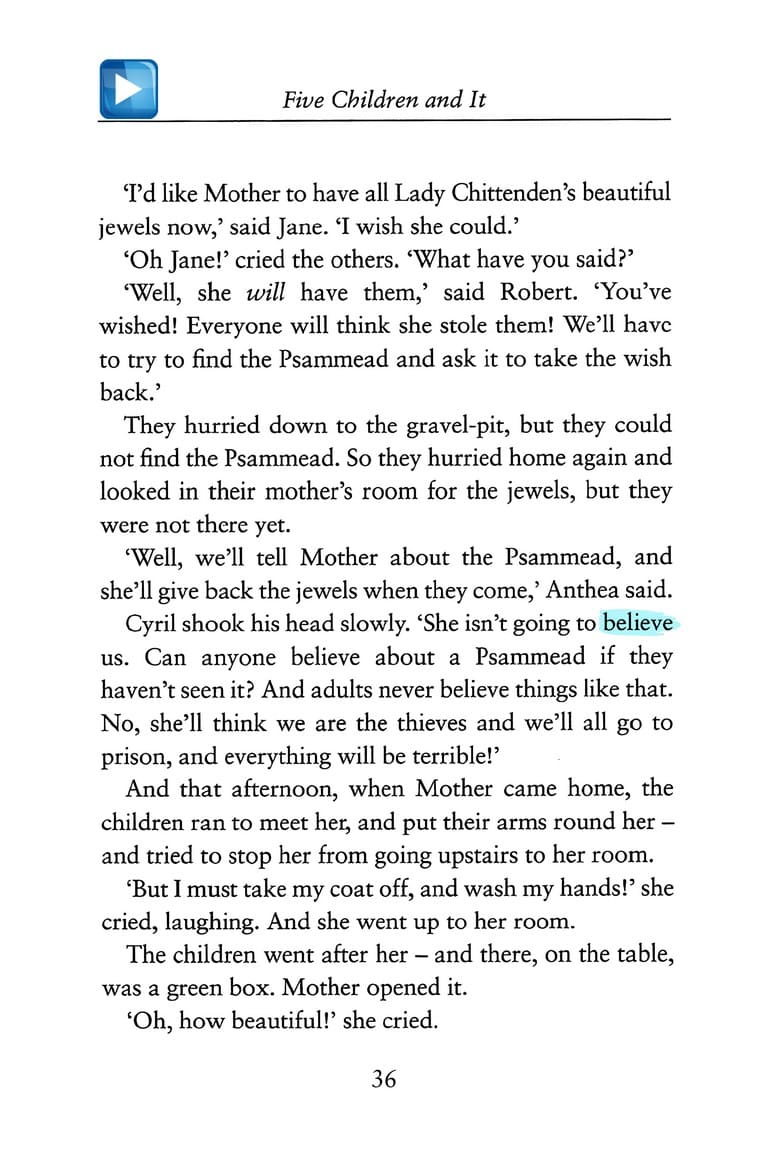 Five Children and It
‘I’d like Mother to have all Lady Chittenden’s beautiful
jewels now,’ said Jane. ‘I wish she could.’
‘Oh Jane!’ cried the others. ‘What have you said?’
‘Well, she will have them,’ said Robert. ‘You’ve
wished! Everyone will think she stole them! We’ll have
to try to find the Psammead and ask it to take the wish
back.’
They hurried down to the gravel-pit, but they could
not find the Psammead. So they hurried home again and
looked in their mother’s room for the jewels, but they
were not there yet.
‘Well, we’ll tell Mother about the Psammead, and
she’ll give back the jewels when they come,’ Anthea said.
Cyril shook his head slowly. ‘She isn’t going to believe
us. Can anyone believe about a Psammead if they
haven’t seen it? And adults never believe things like that.
No, she’ll think we are the thieves and we’ll all go to
prison, and everything will be terrible!’
And that afternoon, when Mother came home, the
children ran to meet her, and put their arms round her –
and tried to stop her from going upstairs to her room.
‘But I must take my coat off, and wash my hands!’ she
cried, laughing. And she went up to her room.
The children went after her – and there, on the table,
was a green box. Mother opened it.
‘Oh, how beautiful!’ she cried.
36